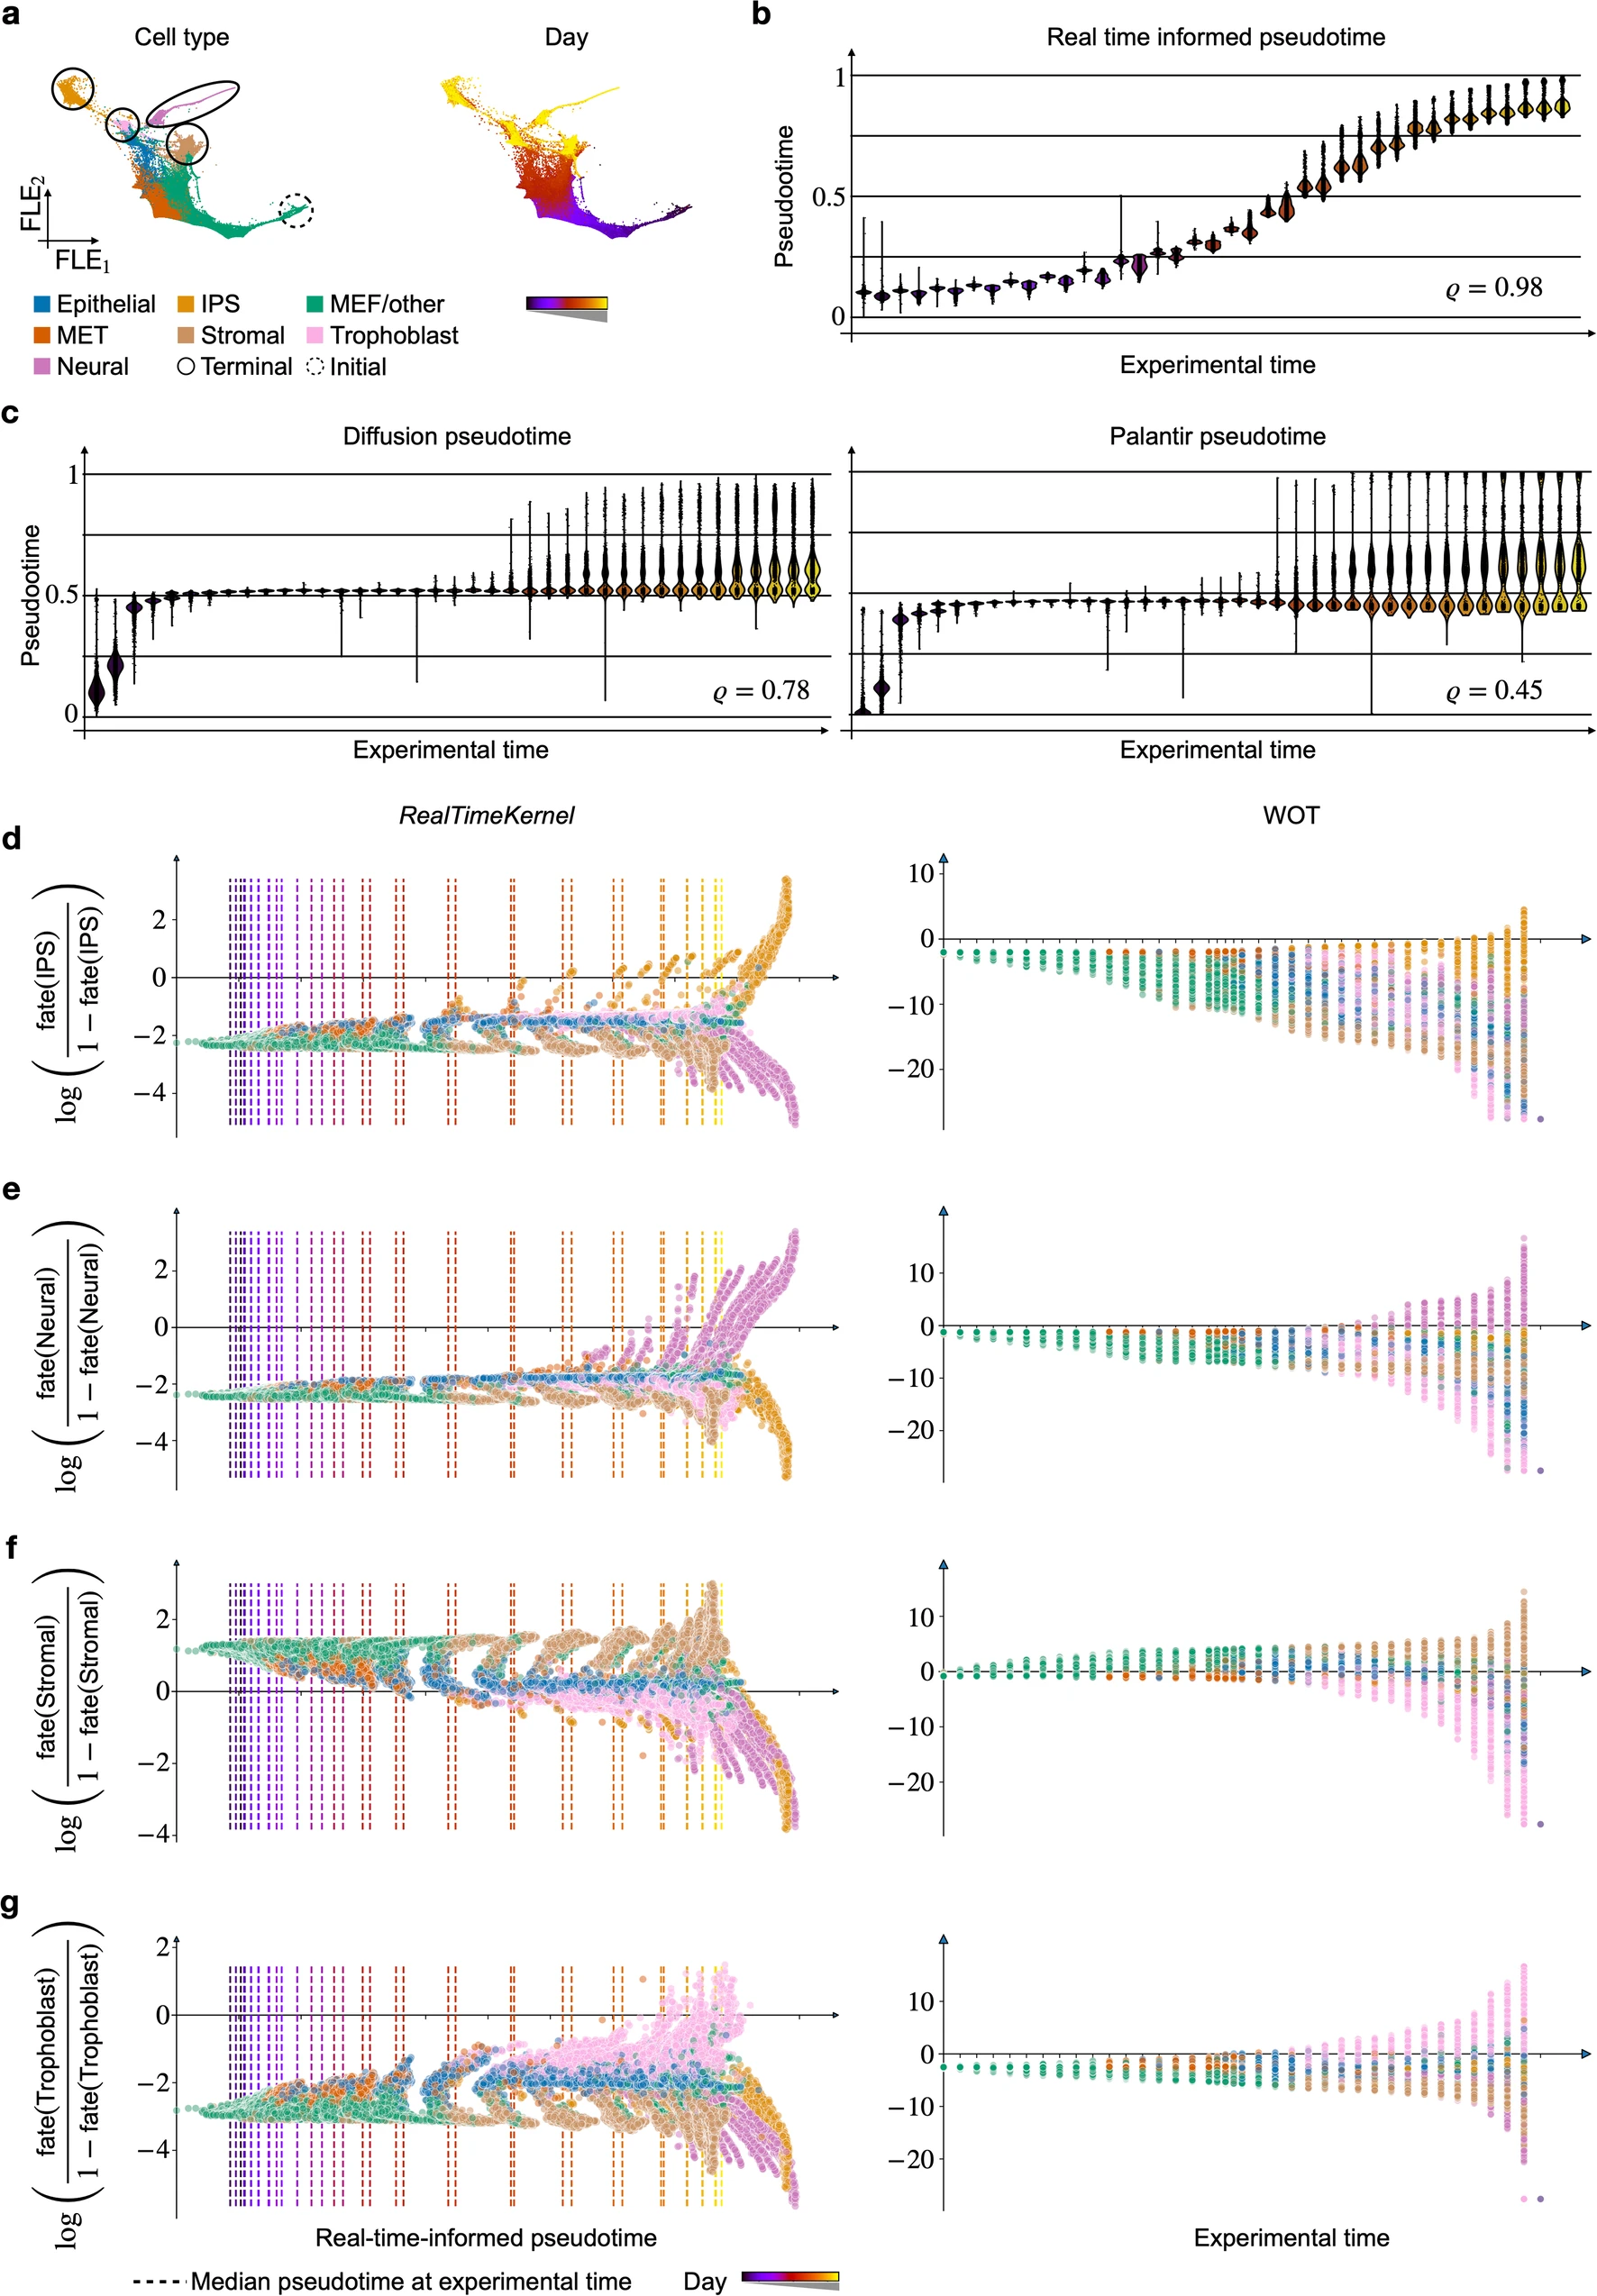 a
Cell type
Day
FLE2
FLE1
Epithelial
IPS
MEF/other
MET
Stromal
Trophoblast
Neural
Terminal
Initial
b
Real time informed pseudotime
Pseudootime
1
0.5
0
ϱ = 0.98
Experimental time
c
Diffusion pseudotime
Pseudootime
1
0.5
0
ϱ = 0.78
Experimental time
Palantir pseudotime
ϱ = 0.45
Experimental time
RealTimeKernel
WOT
d
log ( fate(IPS) / 1 − fate(IPS) )
2
0
−2
−4
10
0
−10
−20
e
log ( fate(Neural) / 1 − fate(Neural) )
2
0
−2
−4
10
0
−10
−20
f
log ( fate(Stromal) / 1 − fate(Stromal) )
2
0
−2
−4
10
0
−10
−20
g
log ( fate(Trophoblast) / 1 − fate(Trophoblast) )
2
0
−2
−4
10
0
−10
−20
Real-time-informed pseudotime
Experimental time
Median pseudotime at experimental time
Day